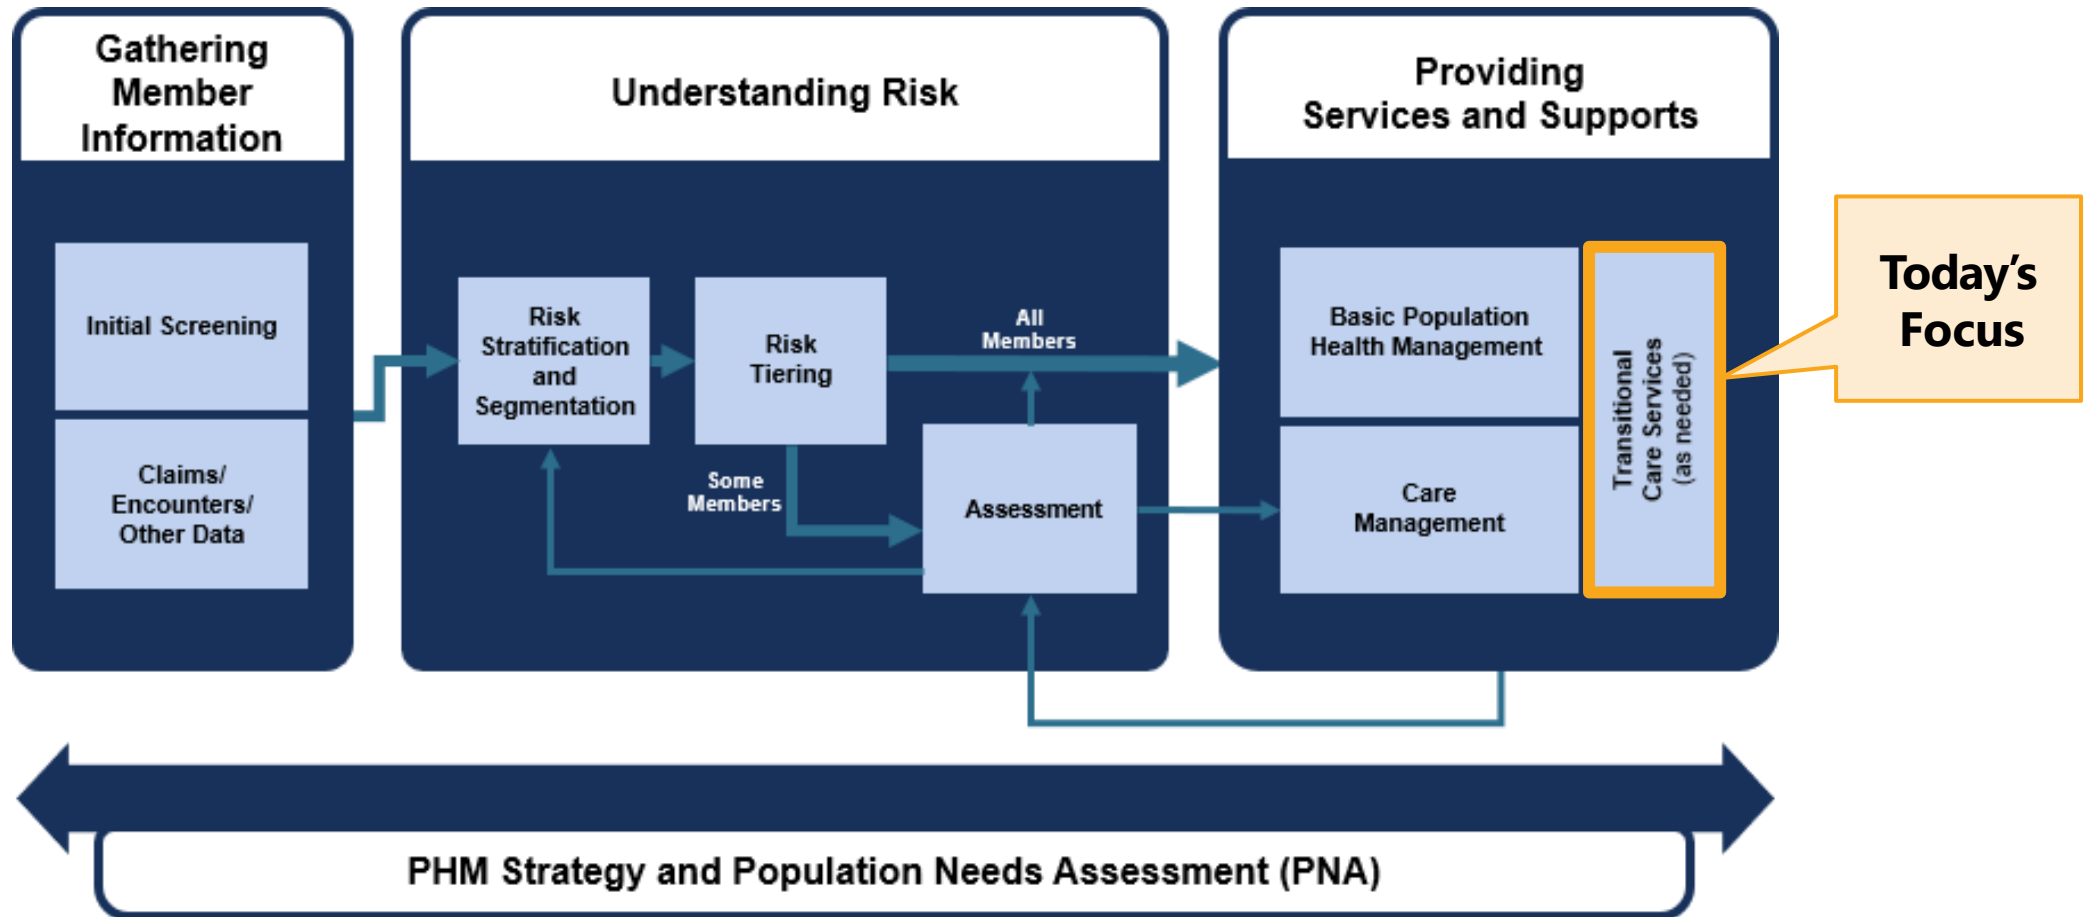 Gathering
Member
Information
Initial Screening
Claims/
Encounters/
Other Data
Understanding Risk
Risk
Stratification
and
Segmentation
Risk
Tiering
All
Members
Some
Members
Assessment
Providing
Services and Supports
Basic Population
Health Management
Care
Management
Transitional
Care Services
(as needed)
Today’s
Focus
PHM Strategy and Population Needs Assessment (PNA)